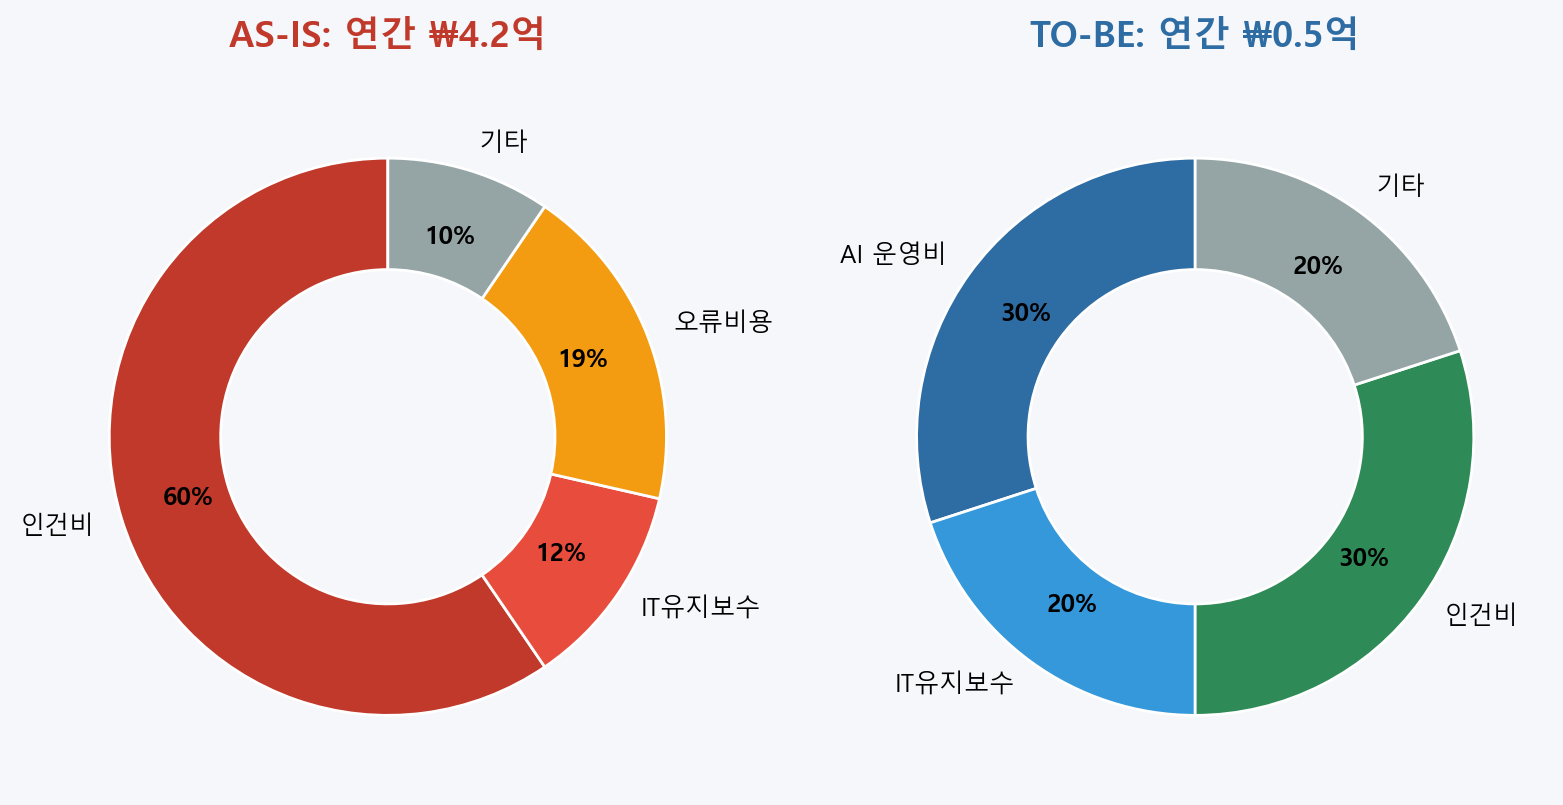 AS-IS: 연간 ₩4.2억
기타
10%
오류비용
19%
60%
인건비
12%
IT유지보수
TO-BE: 연간 ₩0.5억
기타
20%
AI 운영비
30%
30%
인건비
20%
IT유지보수